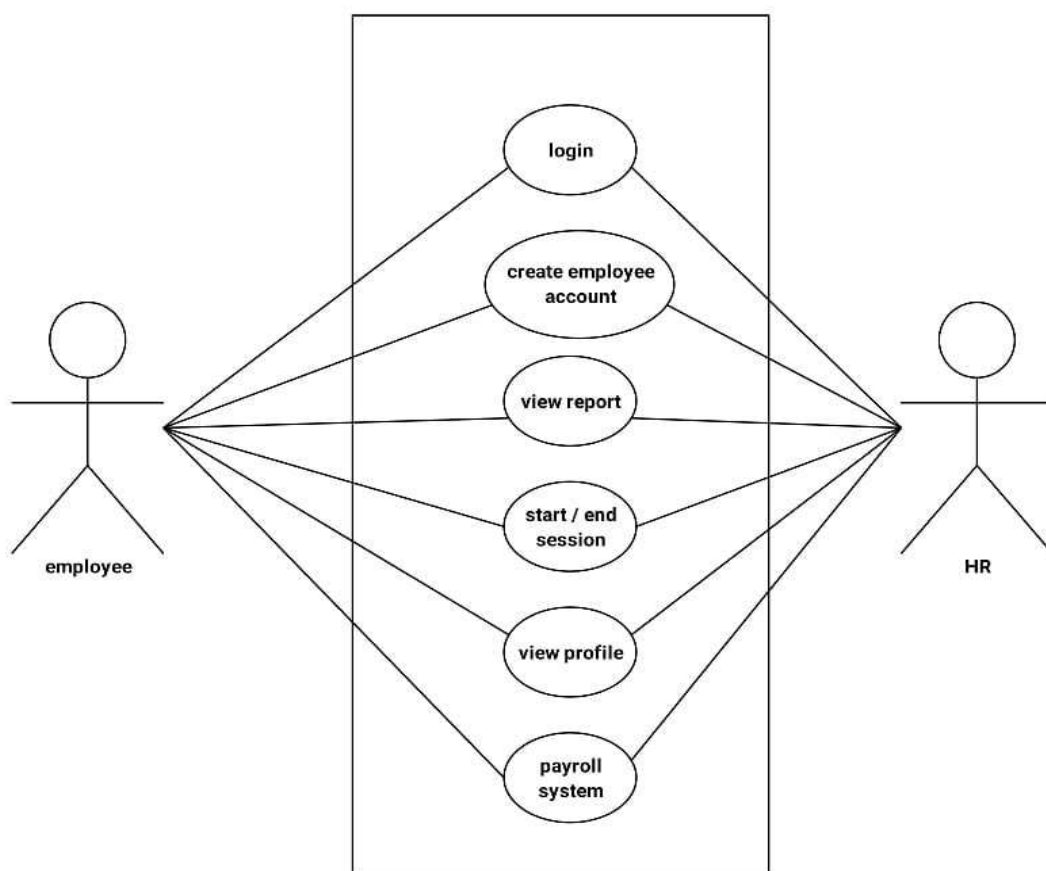 login
create employee
account
view report
start / end
session
employee
HR
view profile
payroll
system